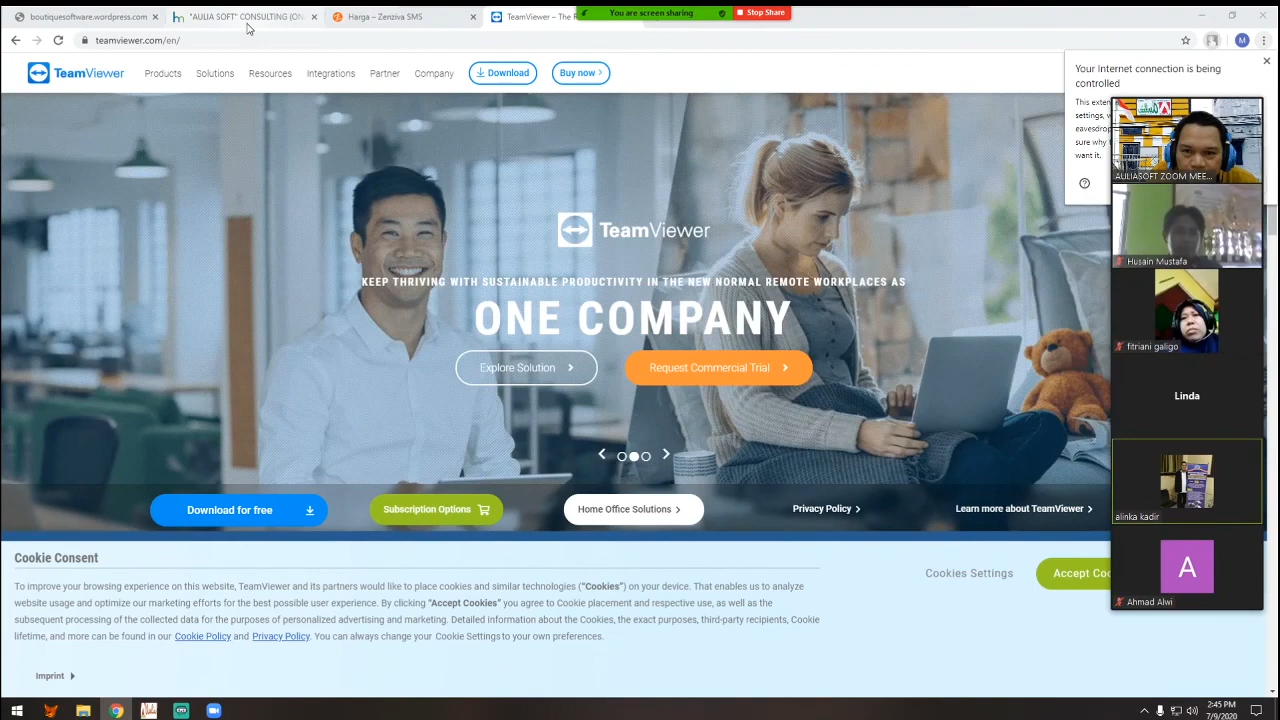 boutiquesoftware.wordpress.com
"AULIA SOFT" CONSULTING (ON
Harga – Zenziva SMS
TeamViewer – The R
You are screen sharing
Stop Share
teamviewer.com/en/
M
TeamViewer
Products
Solutions
Resources
Integrations
Partner
Company
Download
Buy now
Your Internet connection is being
controlled
This exten
settings, w
eavesdrop
sure why t
want it.
AULIASOFT ZOOM MEE...
Husain Mustafa
fitriani galigo
Linda
alinka kadir
A
Ahmad Alwi
TeamViewer
KEEP THRIVING WITH SUSTAINABLE PRODUCTIVITY IN THE NEW NORMAL REMOTE WORKPLACES AS
ONE COMPANY
Explore Solution
Request Commercial Trial
Download for free
Subscription Options
Home Office Solutions
Privacy Policy
Learn more about TeamViewer
Cookie Consent
To improve your browsing experience on this website, TeamViewer and its partners would like to place cookies and similar technologies ("Cookies") on your device. That enables us to analyze
website usage and optimize our marketing efforts for the best possible user experience. By clicking "Accept Cookies" you agree to Cookie placement and respective use, as well as the
subsequent processing of the collected data for the purposes of personalized advertising and marketing. Detailed information about the Cookies, the exact purposes, third-party recipients, Cookie
lifetime, and more can be found in our Cookie Policy and Privacy Policy. You can always change your Cookie Settings to your own preferences.
Cookies Settings
Accept Coo
Imprint
2:45 PM
7/9/2020